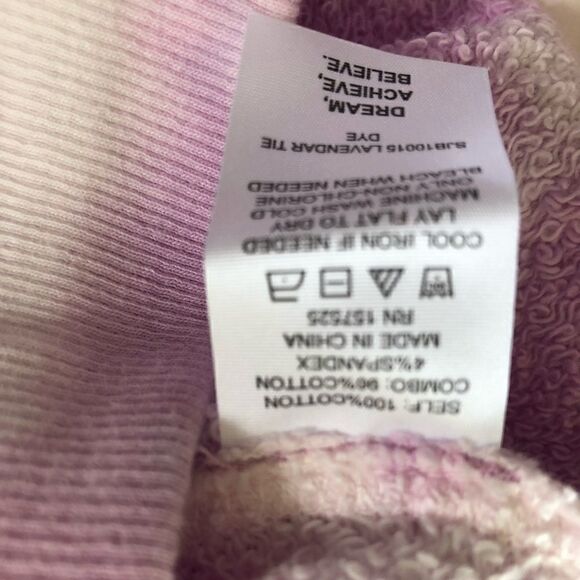 SELF: 100%COTTON
COMBO: 96%COTTON
4%SPANDEX
MADE IN CHINA
RN 157525
COOL IRON IF NEEDED
LAY FLAT TO DRY
MACHINE WASH COLD
ONLY NON-CHLORINE
BLEACH WHEN NEEDED
SJB10015 LAVENDAR TIE
DYE
DREAM,
ACHIEVE,
BELIEVE.